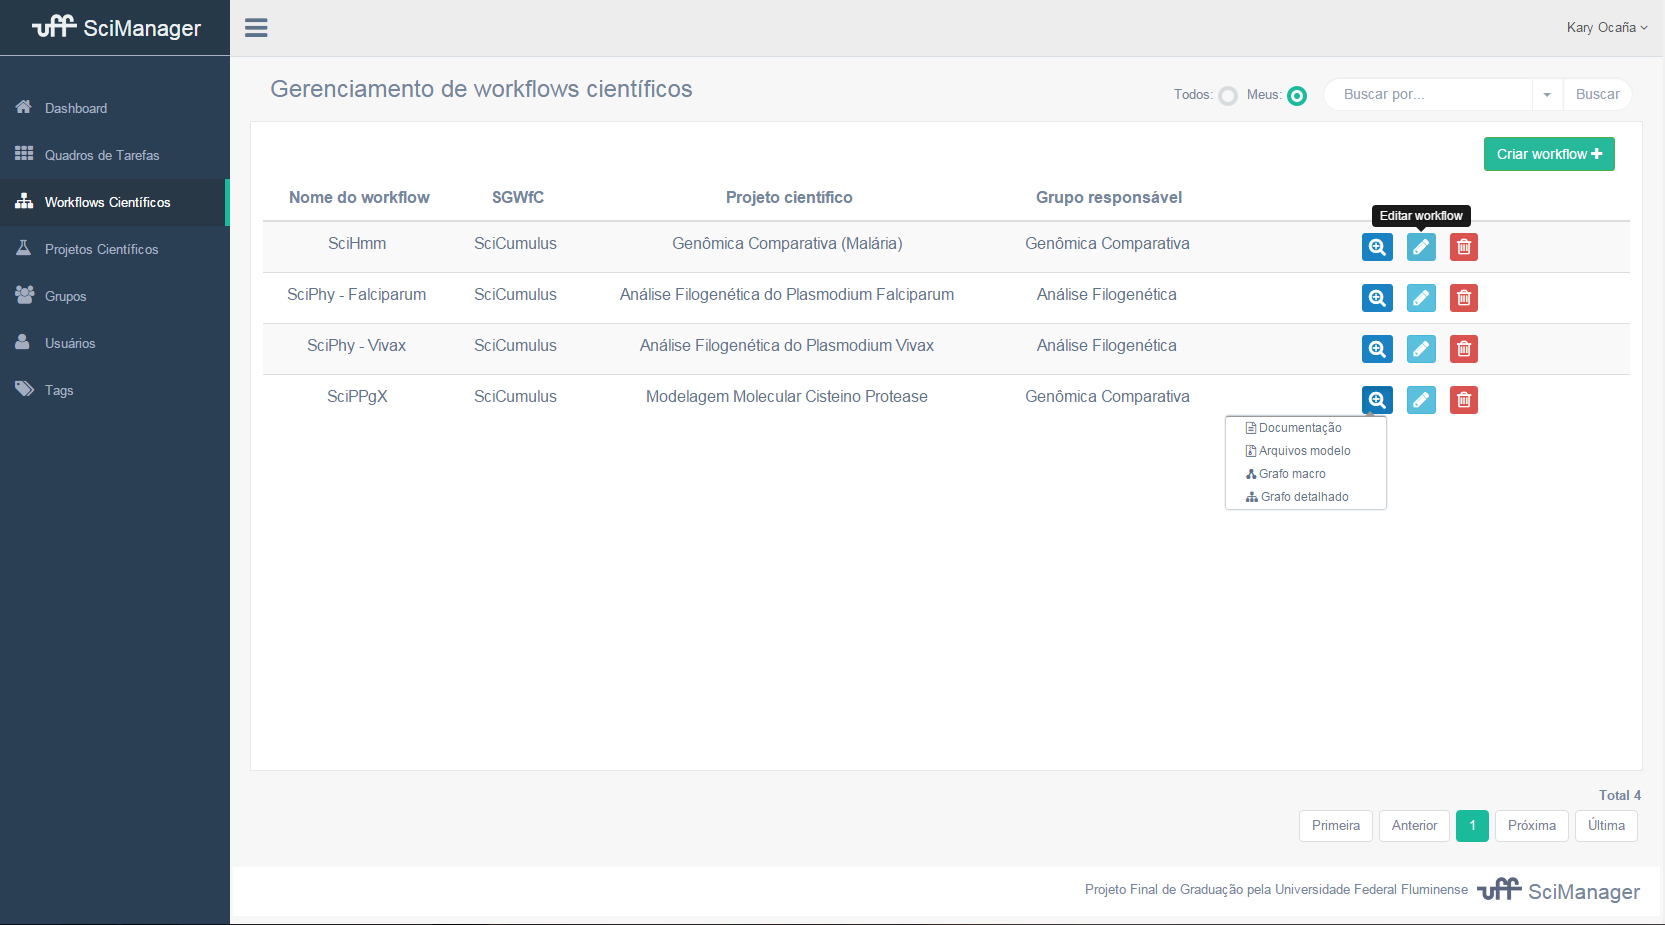 uff SciManager
Kary Ocaña
Dashboard
Quadros de Tarefas
Workflows Científicos
Projetos Científicos
Grupos
Usuários
Tags
Gerenciamento de workflows científicos
Todos: Meus: Buscar por... Buscar
Criar workflow
Nome do workflow SGWfC Projeto científico Grupo responsável
Editar workflow
SciHmm SciCumulus Genômica Comparativa (Malária) Genômica Comparativa
SciPhy - Falciparum SciCumulus Análise Filogenética do Plasmodium Falciparum Análise Filogenética
SciPhy - Vivax SciCumulus Análise Filogenética do Plasmodium Vivax Análise Filogenética
SciPPgX SciCumulus Modelagem Molecular Cisteino Protease Genômica Comparativa
Documentação
Arquivos modelo
Grafo macro
Grafo detalhado
Total 4
Primeira Anterior 1 Próxima Última
Projeto Final de Graduação pela Universidade Federal Fluminense uff SciManager